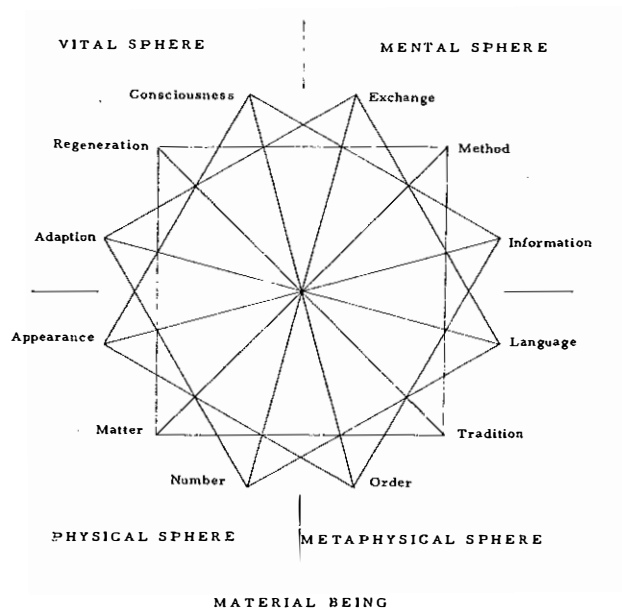 VITAL SPHERE
MENTAL SPHERE
Consciousness
Exchange
Regeneration
Method
Adaption
Information
Appearance
Language
Matter
Tradition
Number
Order
PHYSICAL SPHERE
METAPHYSICAL SPHERE
MATERIAL BEING